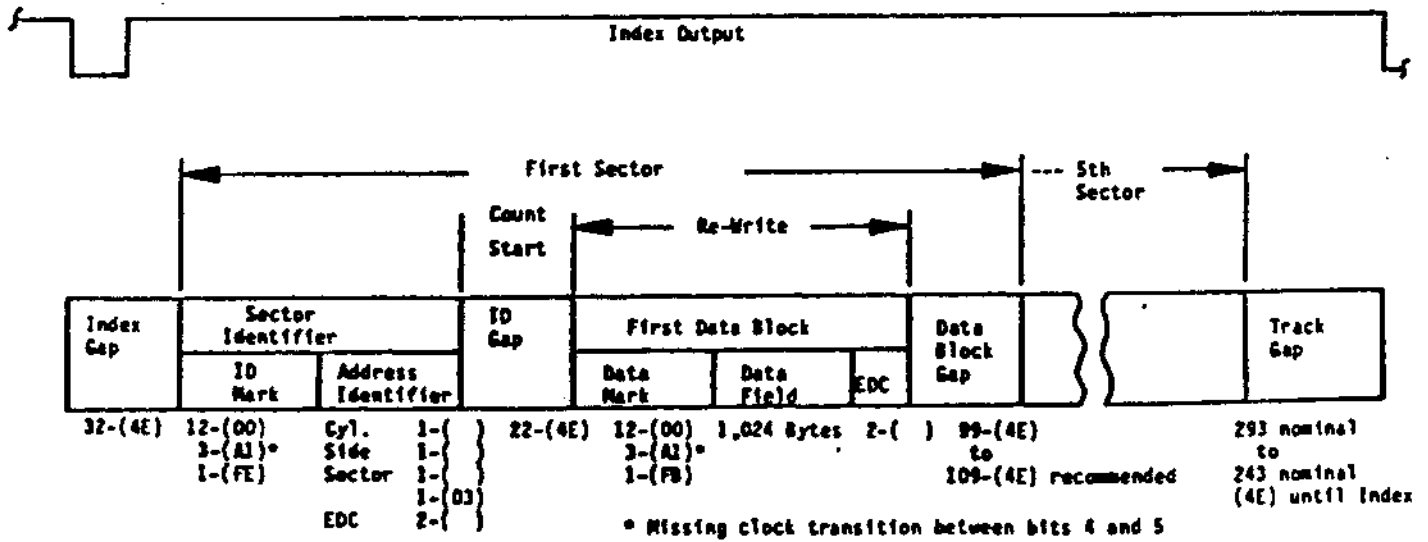 Index Output
First Sector
--- 5th
Sector
Count
Start
Re-Write
Index
Gap
Sector
Identifier
ID
Mark
Address
Identifier
ID
Gap
First Data Block
Data
Mark
Data
Field
EDC
Data
Block
Gap
Track
Gap
32-(4E)
12-(00)
3-(A1)*
1-(FE)
Cyl. 1-( )
Side 1-( )
Sector 1-( )
1-(03)
EDC 2-( )
22-(4E)
12-(00)
3-(A1)*
1-(FB)
1,024 Bytes
2-( )
99-(4E)
to
109-(4E) recommended
293 nominal
to
243 nominal
(4E) until Index
* Missing clock transition between bits 4 and 5